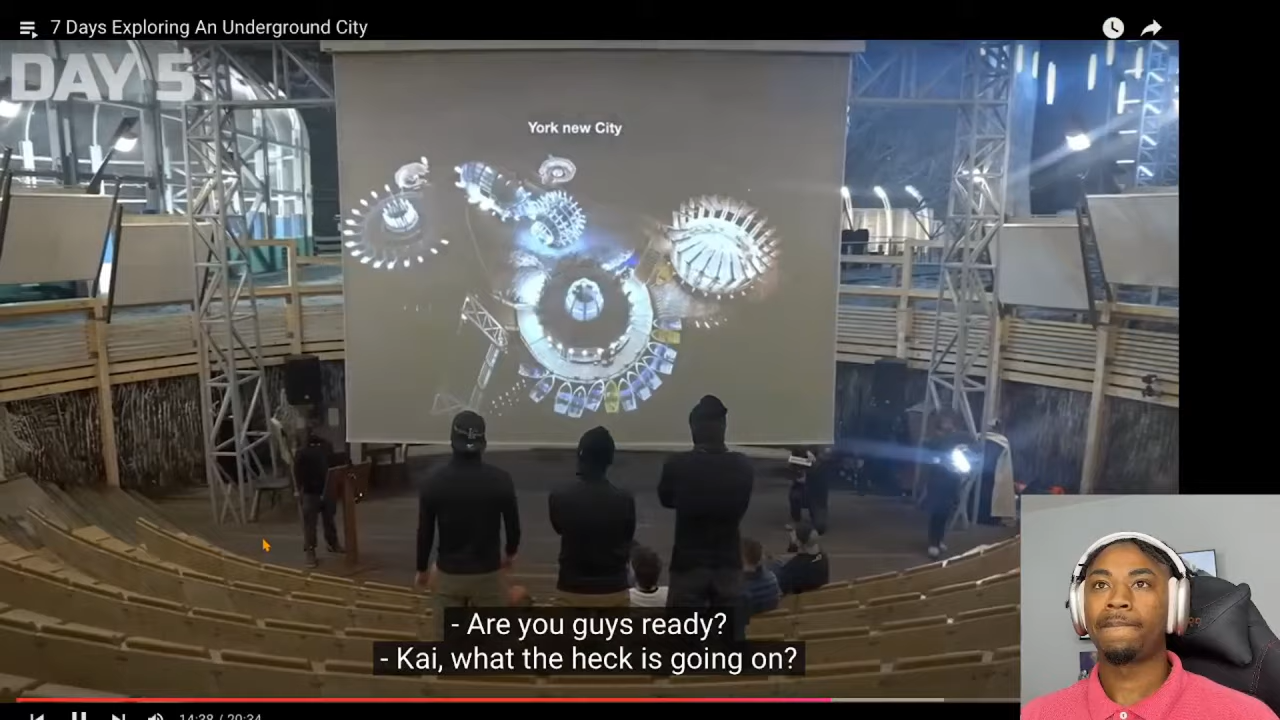 7 Days Exploring An Underground City
DAY 5
York new City
- Are you guys ready?
- Kai, what the heck is going on?
14:38 / 20:34